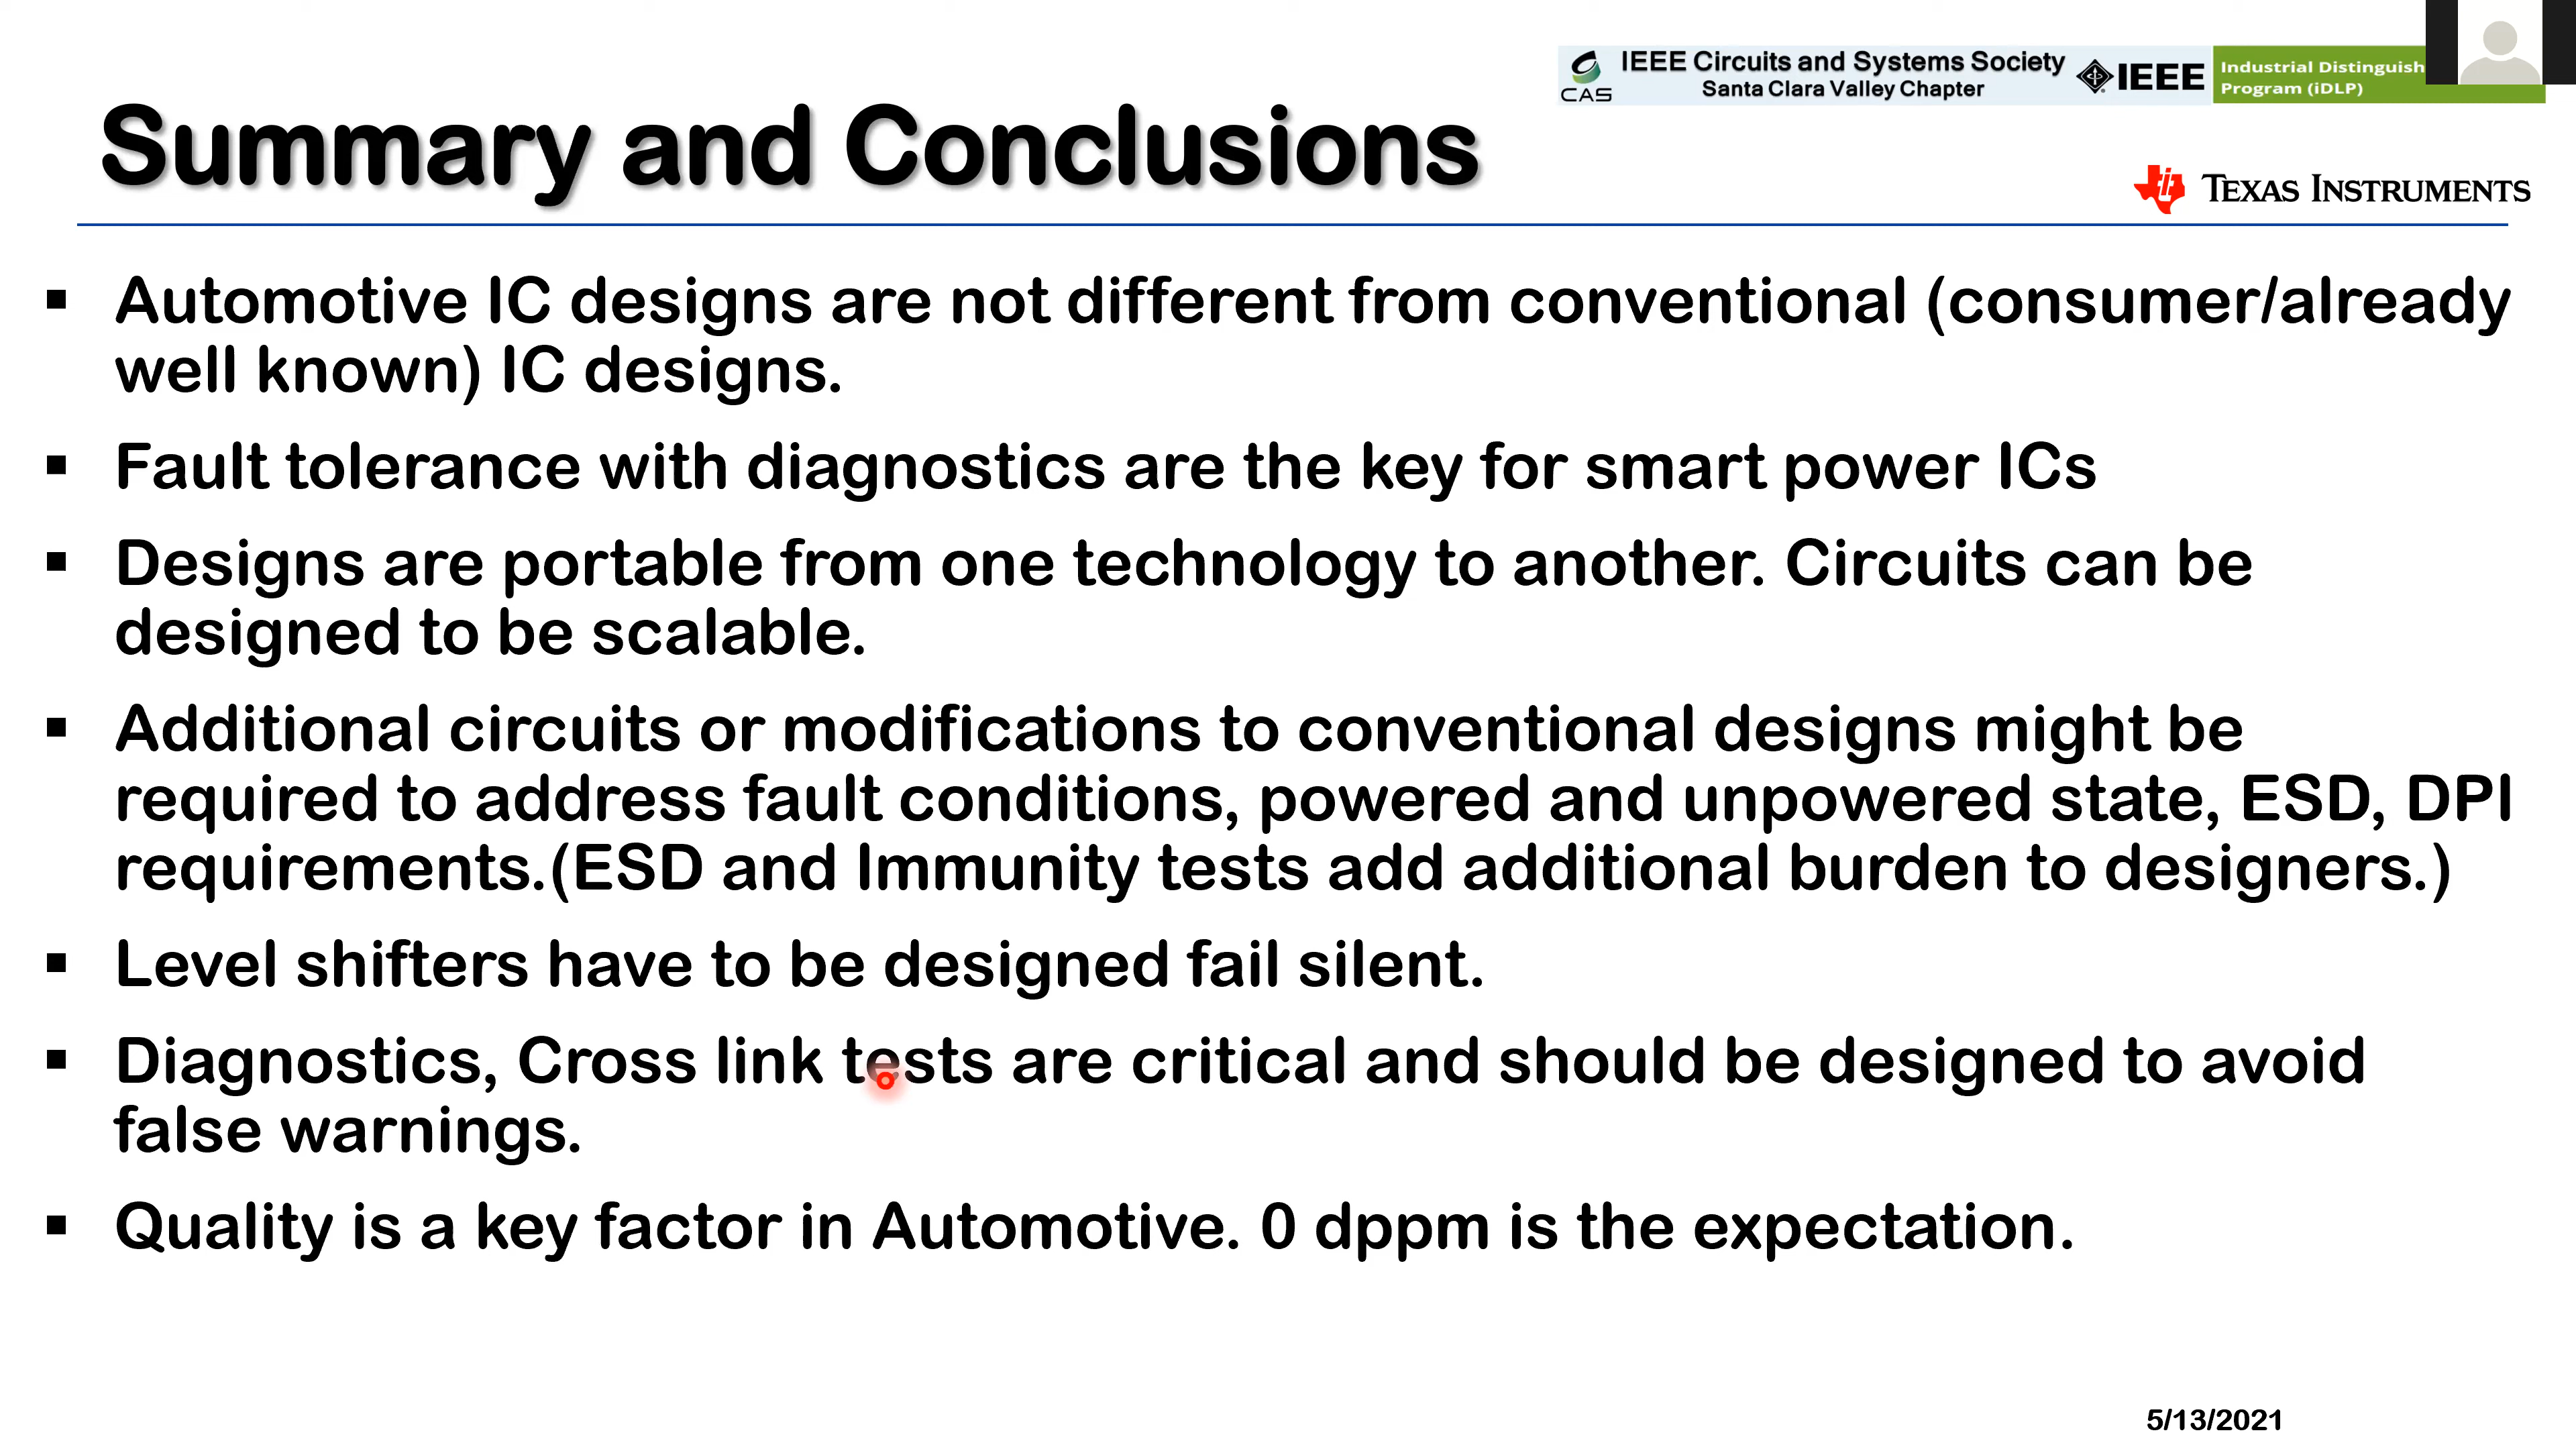 IEEE Circuits and Systems Society
Santa Clara Valley Chapter
CAS
IEEE
Industrial Distinguish
Program (iDLP)
Summary and Conclusions
TEXAS INSTRUMENTS
▪ Automotive IC designs are not different from conventional (consumer/already
well known) IC designs.
▪ Fault tolerance with diagnostics are the key for smart power ICs
▪ Designs are portable from one technology to another. Circuits can be
designed to be scalable.
▪ Additional circuits or modifications to conventional designs might be
required to address fault conditions, powered and unpowered state, ESD, DPI
requirements.(ESD and Immunity tests add additional burden to designers.)
▪ Level shifters have to be designed fail silent.
▪ Diagnostics, Cross link tests are critical and should be designed to avoid
false warnings.
▪ Quality is a key factor in Automotive. 0 dppm is the expectation.
5/13/2021